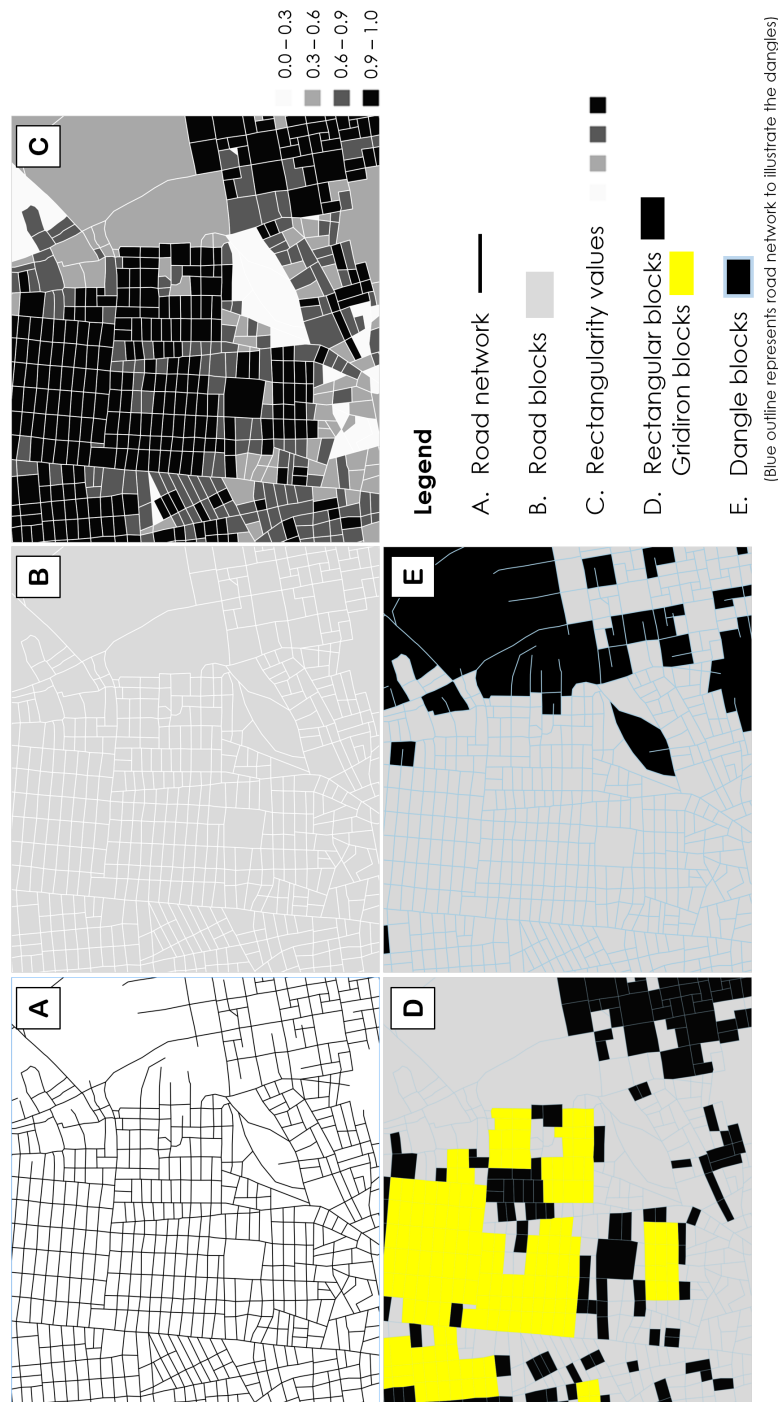 A
B
C
0.0 – 0.3
0.3 – 0.6
0.6 – 0.9
0.9 – 1.0
D
E
Legend
A. Road network
B. Road blocks
C. Rectangularity values
D. Rectangular blocks
Gridiron blocks
E. Dangle blocks
(Blue outline represents road network to illustrate the dangles)